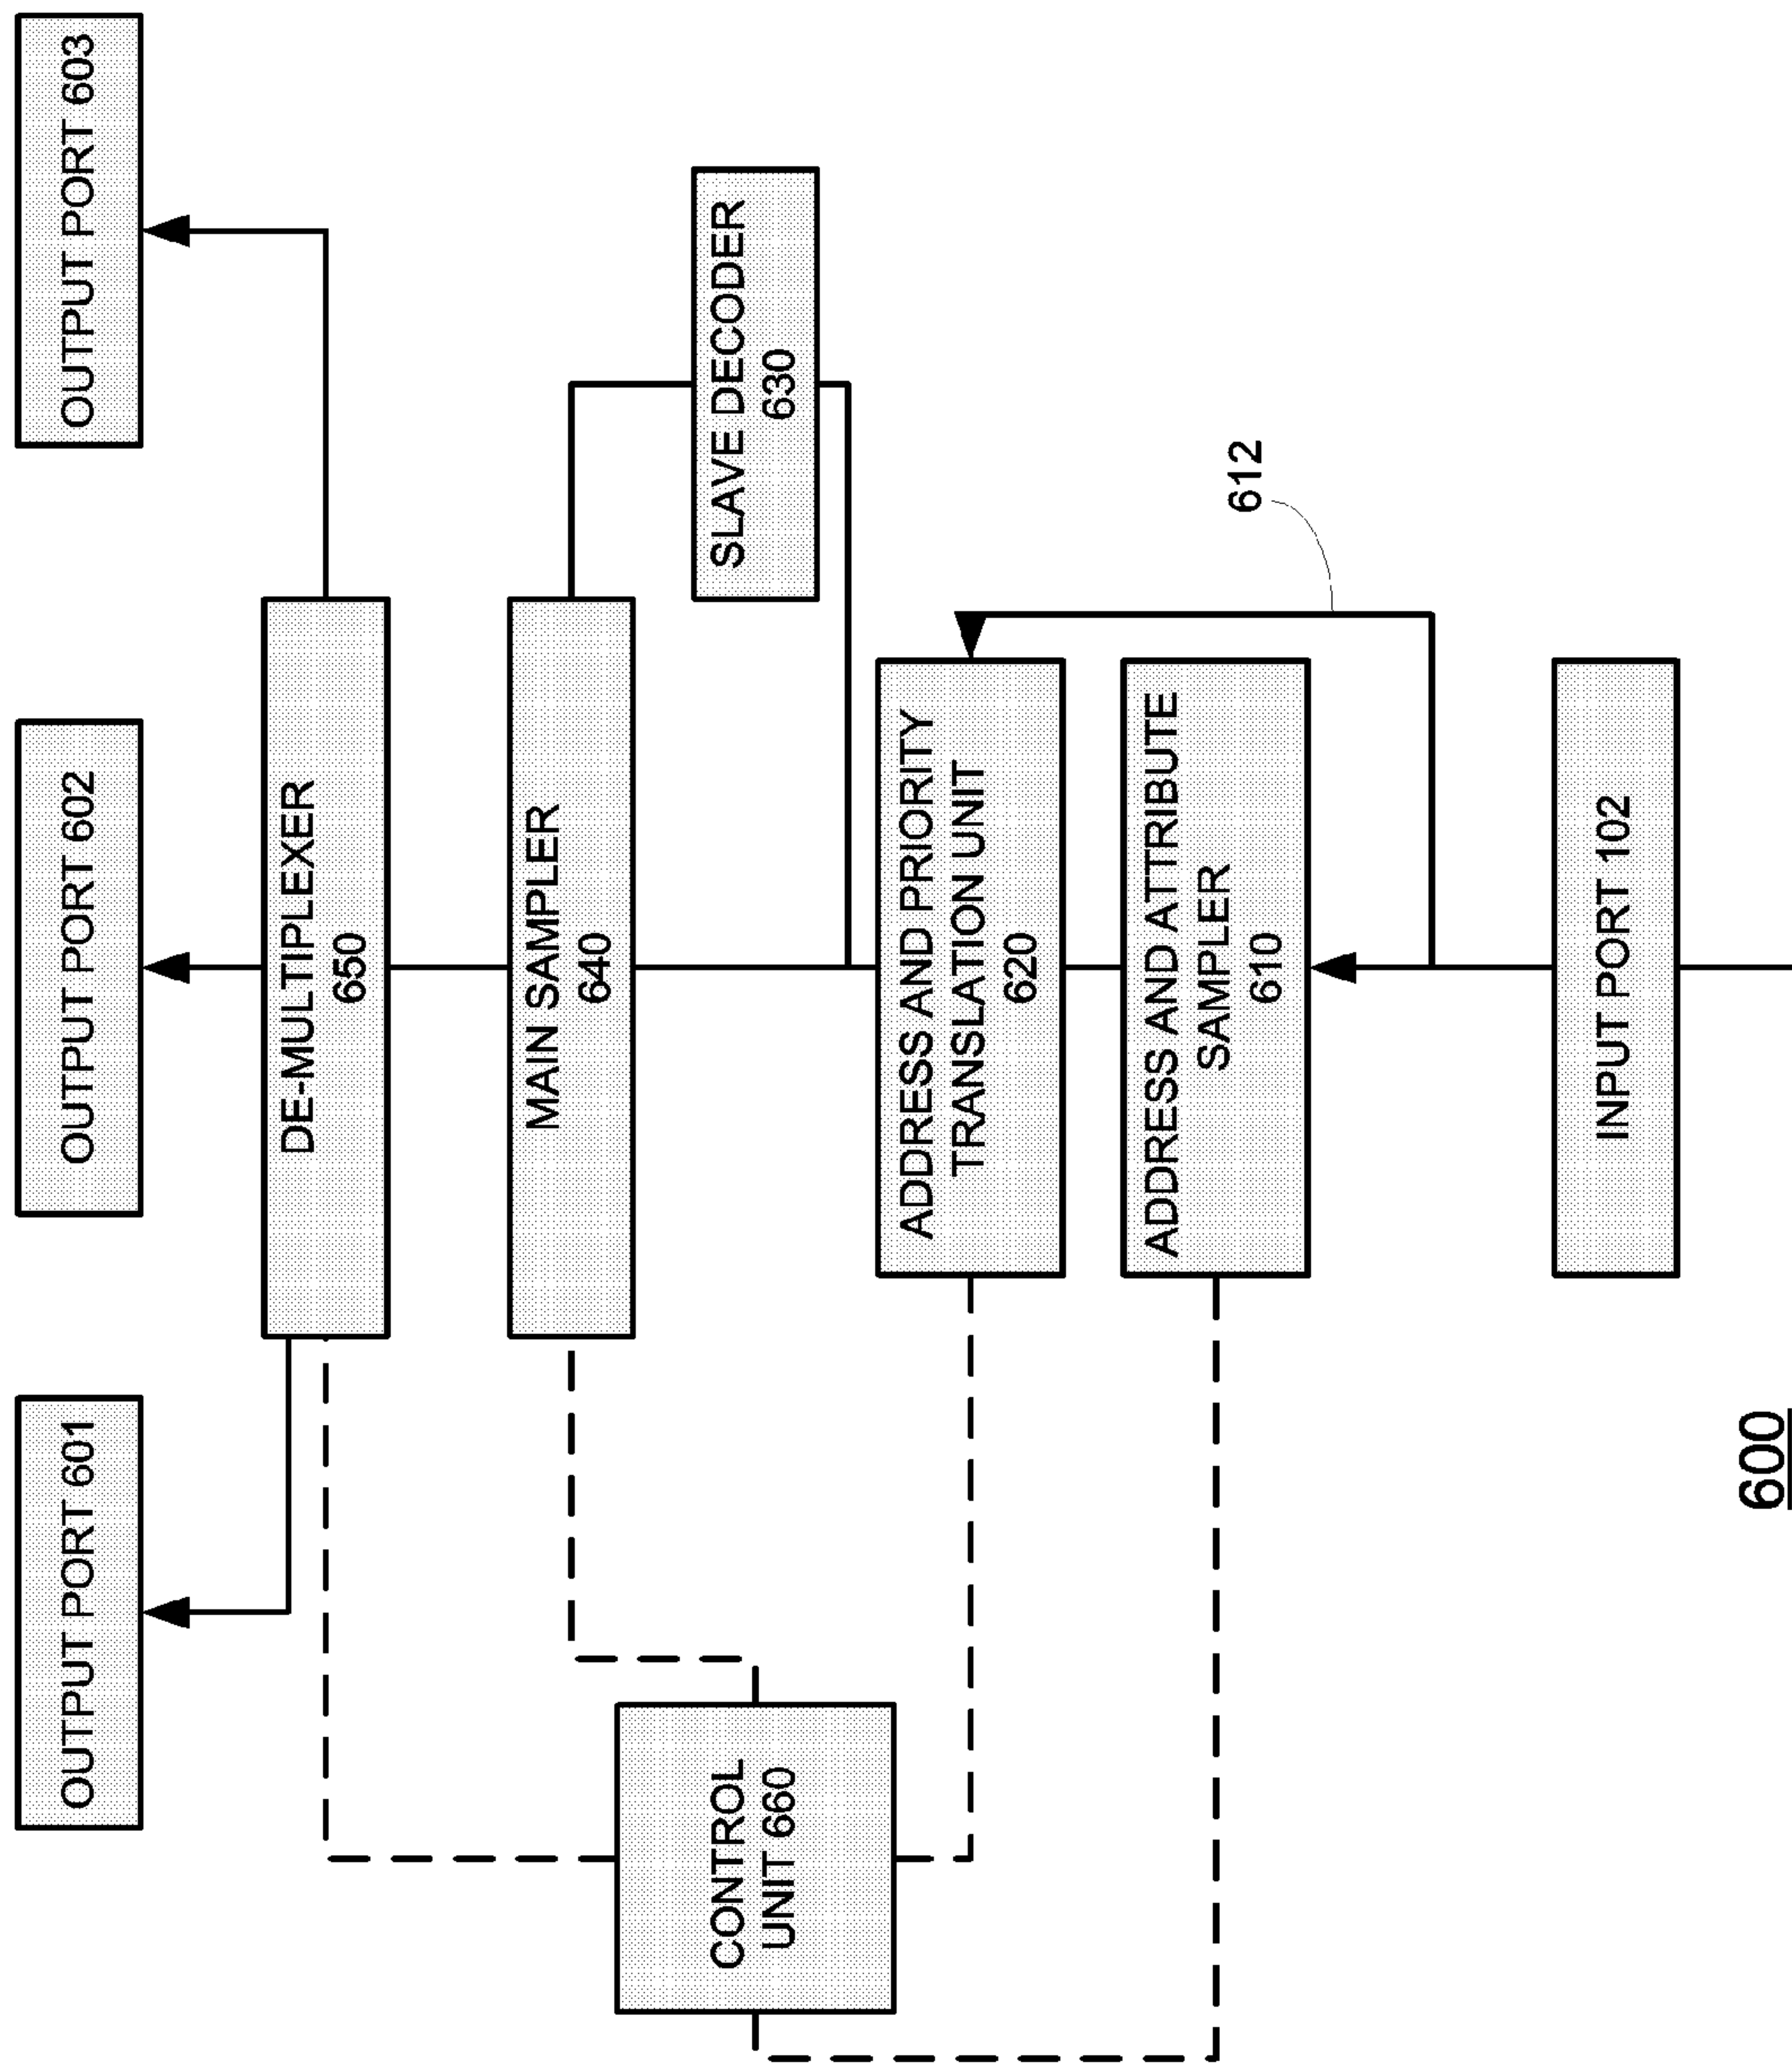 OUTPUT PORT 601
OUTPUT PORT 602
OUTPUT PORT 603
DE-MULTIPLEXER
650
MAIN SAMPLER
640
SLAVE DECODER
630
CONTROL
UNIT 660
ADDRESS AND PRIORITY
TRANSLATION UNIT
620
ADDRESS AND ATTRIBUTE
SAMPLER
610
612
INPUT PORT 102
600